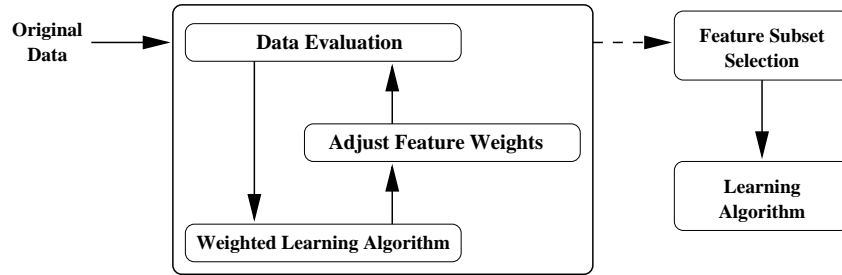 Original
Data
Data Evaluation
Adjust Feature Weights
Weighted Learning Algorithm
Feature Subset
Selection
Learning
Algorithm